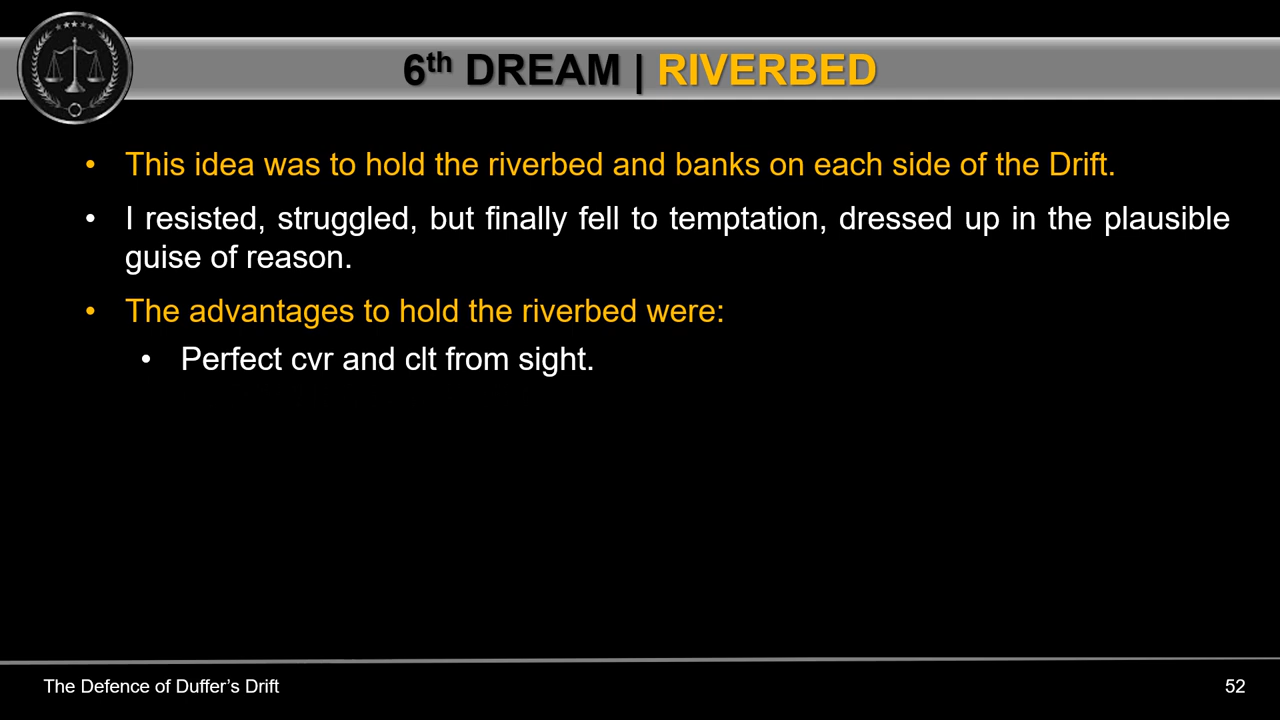 6th DREAM | RIVERBED
• This idea was to hold the riverbed and banks on each side of the Drift.
• I resisted, struggled, but finally fell to temptation, dressed up in the plausible
guise of reason.
• The advantages to hold the riverbed were:
• Perfect cvr and clt from sight.
The Defence of Duffer’s Drift
52